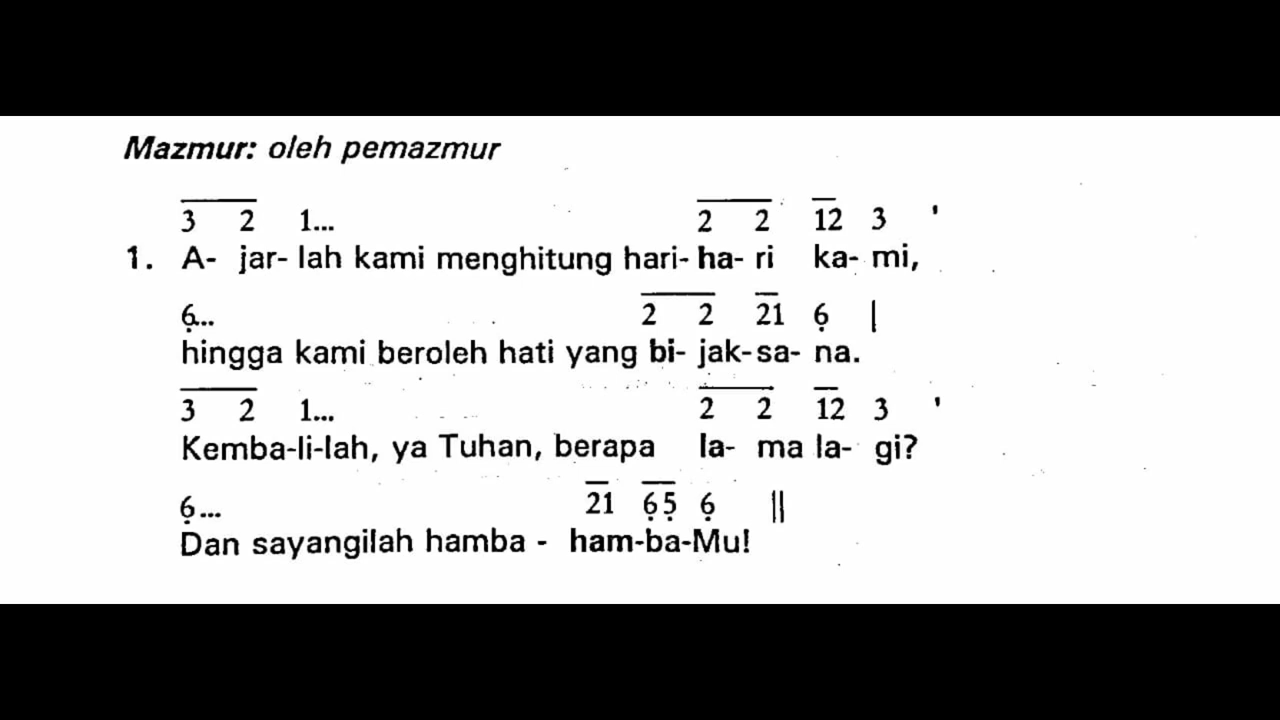 Mazmur: oleh pemazmur
3 2 1... 2 2 12 3 '
1. A- jar- lah kami menghitung hari- ha- ri ka- mi,
6̣... 2 2 21 6̣ |
hingga kami beroleh hati yang bi- jak-sa- na.
3 2 1... 2 2 12 3 '
Kemba-li-lah, ya Tuhan, berapa la- ma la- gi?
6̣... 21 6̣5̣ 6̣ ||
Dan sayangilah hamba - ham-ba-Mu!